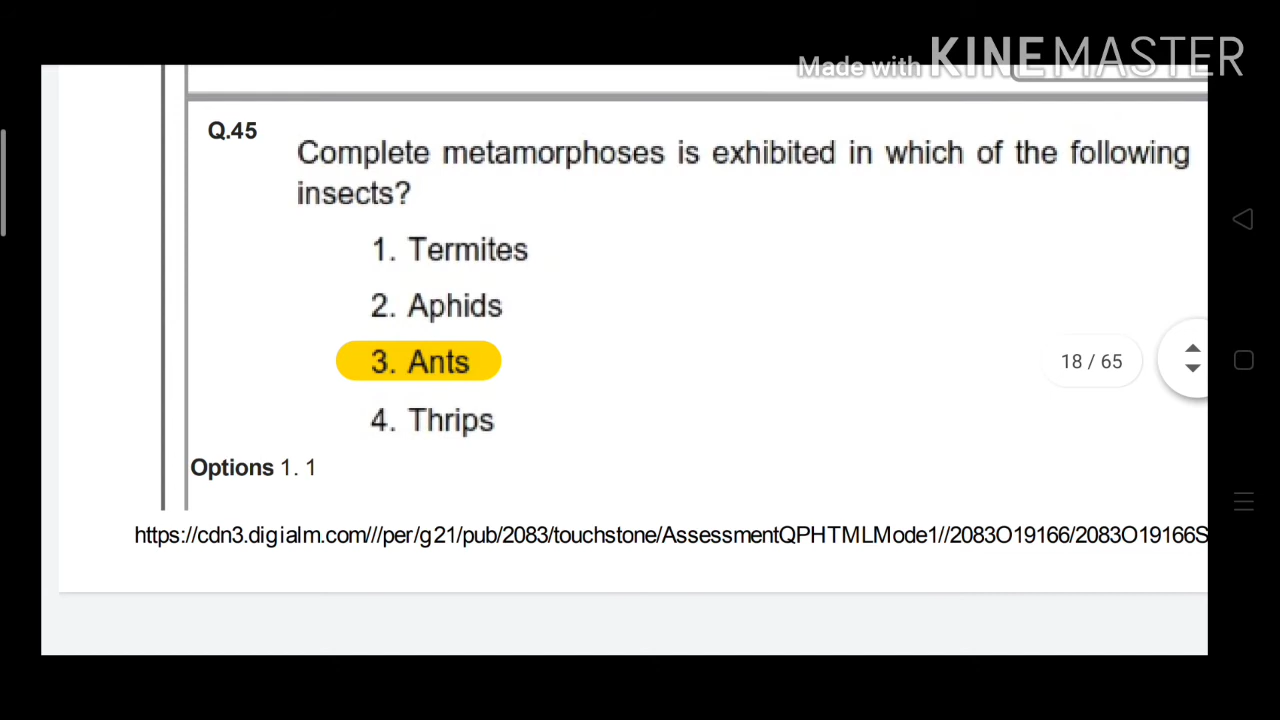 Made with KINEMASTER
Q.45
Complete metamorphoses is exhibited in which of the following
insects?
1. Termites
2. Aphids
3. Ants
18 / 65
4. Thrips
Options 1. 1
https://cdn3.digialm.com///per/g21/pub/2083/touchstone/AssessmentQPHTMLMode1//2083O19166/2083O19166S